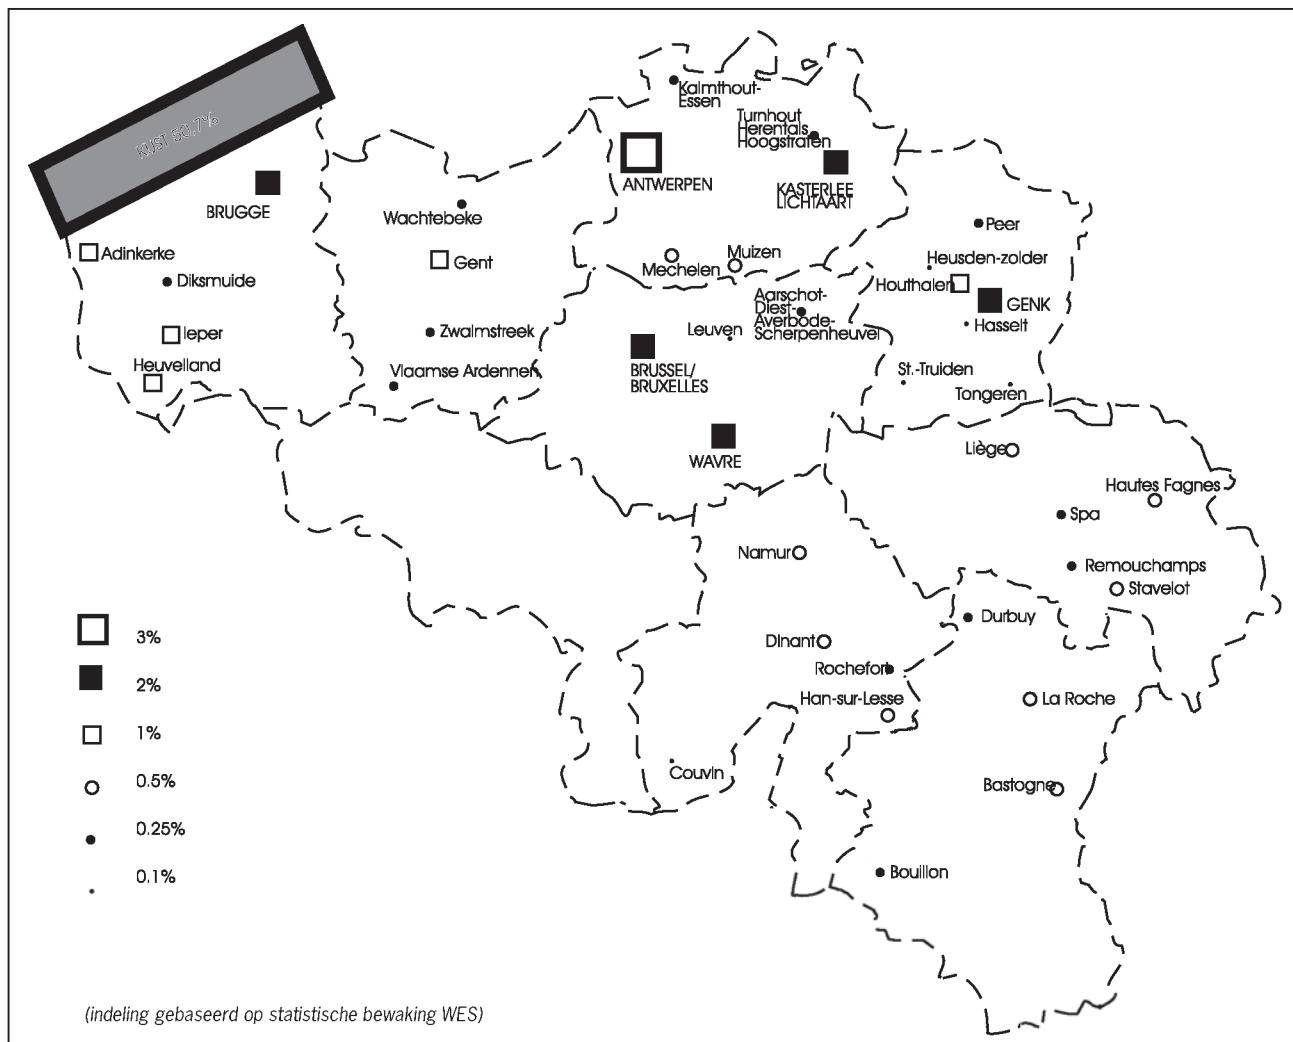 Kalmthout-
Essen
Turnhout
Herentals
Hoogstraten
KUST 50.7%
ANTWERPEN
KASTERLEE
LICHTAART
BRUGGE
Wachtebeke
Peer
Adinkerke
Gent
Muizen
Mechelen
Heusden-zolder
Diksmuide
Houthalen
Aarschot-
Diest-
Averbode-
Scherpenheuvel
GENK
Ieper
Zwalmstreek
Leuven
Hasselt
Heuvelland
Vlaamse Ardennen
BRUSSEL/
BRUXELLES
St.-Truiden
Tongeren
WAVRE
Liège
Hautes Fagnes
Spa
Namur
Remouchamps
Stavelot
Durbuy
3%
Dinant
Rochefort
2%
Han-sur-Lesse
La Roche
1%
Couvin
0.5%
Bastogne
0.25%
0.1%
Bouillon
(indeling gebaseerd op statistische bewaking WES)